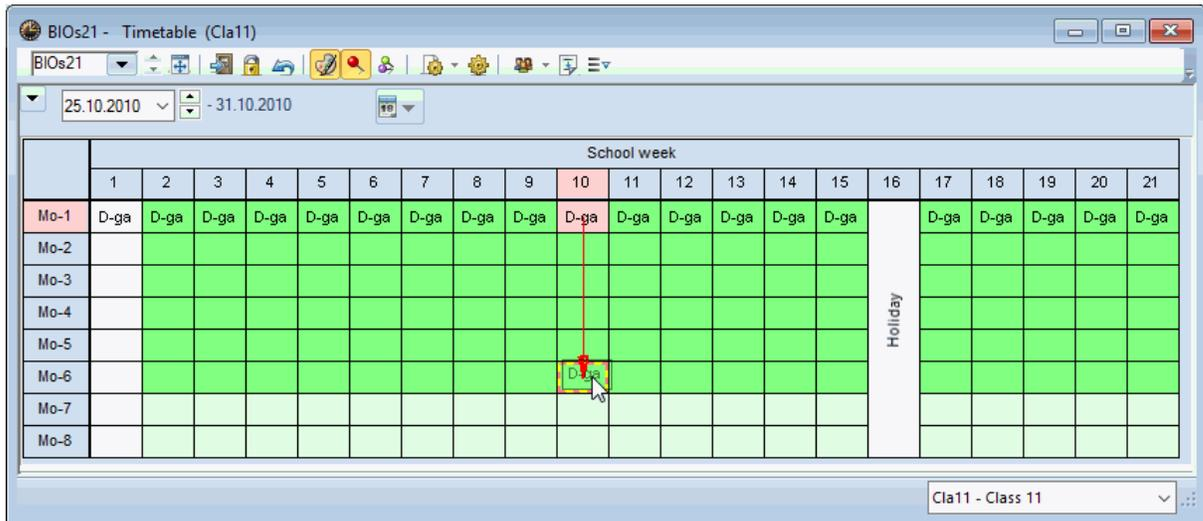 BIOs21 - Timetable (Cla11)
BIOs21
25.10.2010 - 31.10.2010
School week
1 2 3 4 5 6 7 8 9 10 11 12 13 14 15 16 17 18 19 20 21
Mo-1 D-ga D-ga D-ga D-ga D-ga D-ga D-ga D-ga D-ga D-ga D-ga D-ga D-ga D-ga D-ga D-ga D-ga D-ga D-ga D-ga
Mo-2
Mo-3
Mo-4
Holiday
Mo-5
Mo-6 D-ga
Mo-7
Mo-8
Cla11 - Class 11